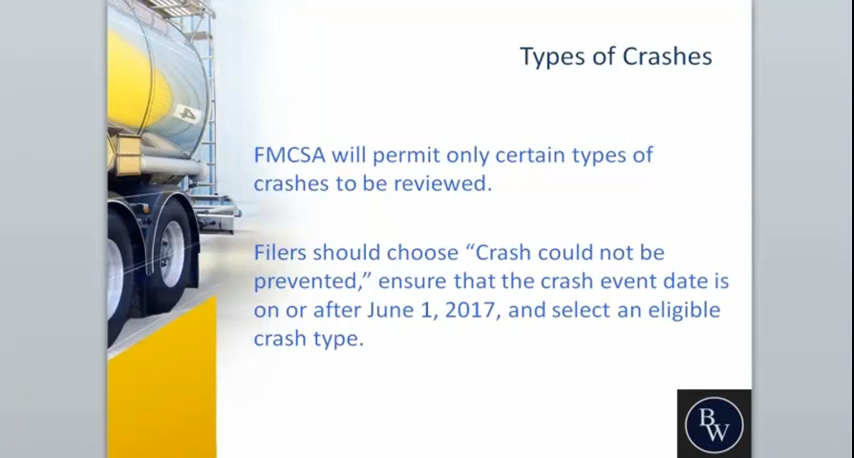 Types of Crashes
FMCSA will permit only certain types of
crashes to be reviewed.
Filers should choose “Crash could not be
prevented,” ensure that the crash event date is
on or after June 1, 2017, and select an eligible
crash type.
4
BW